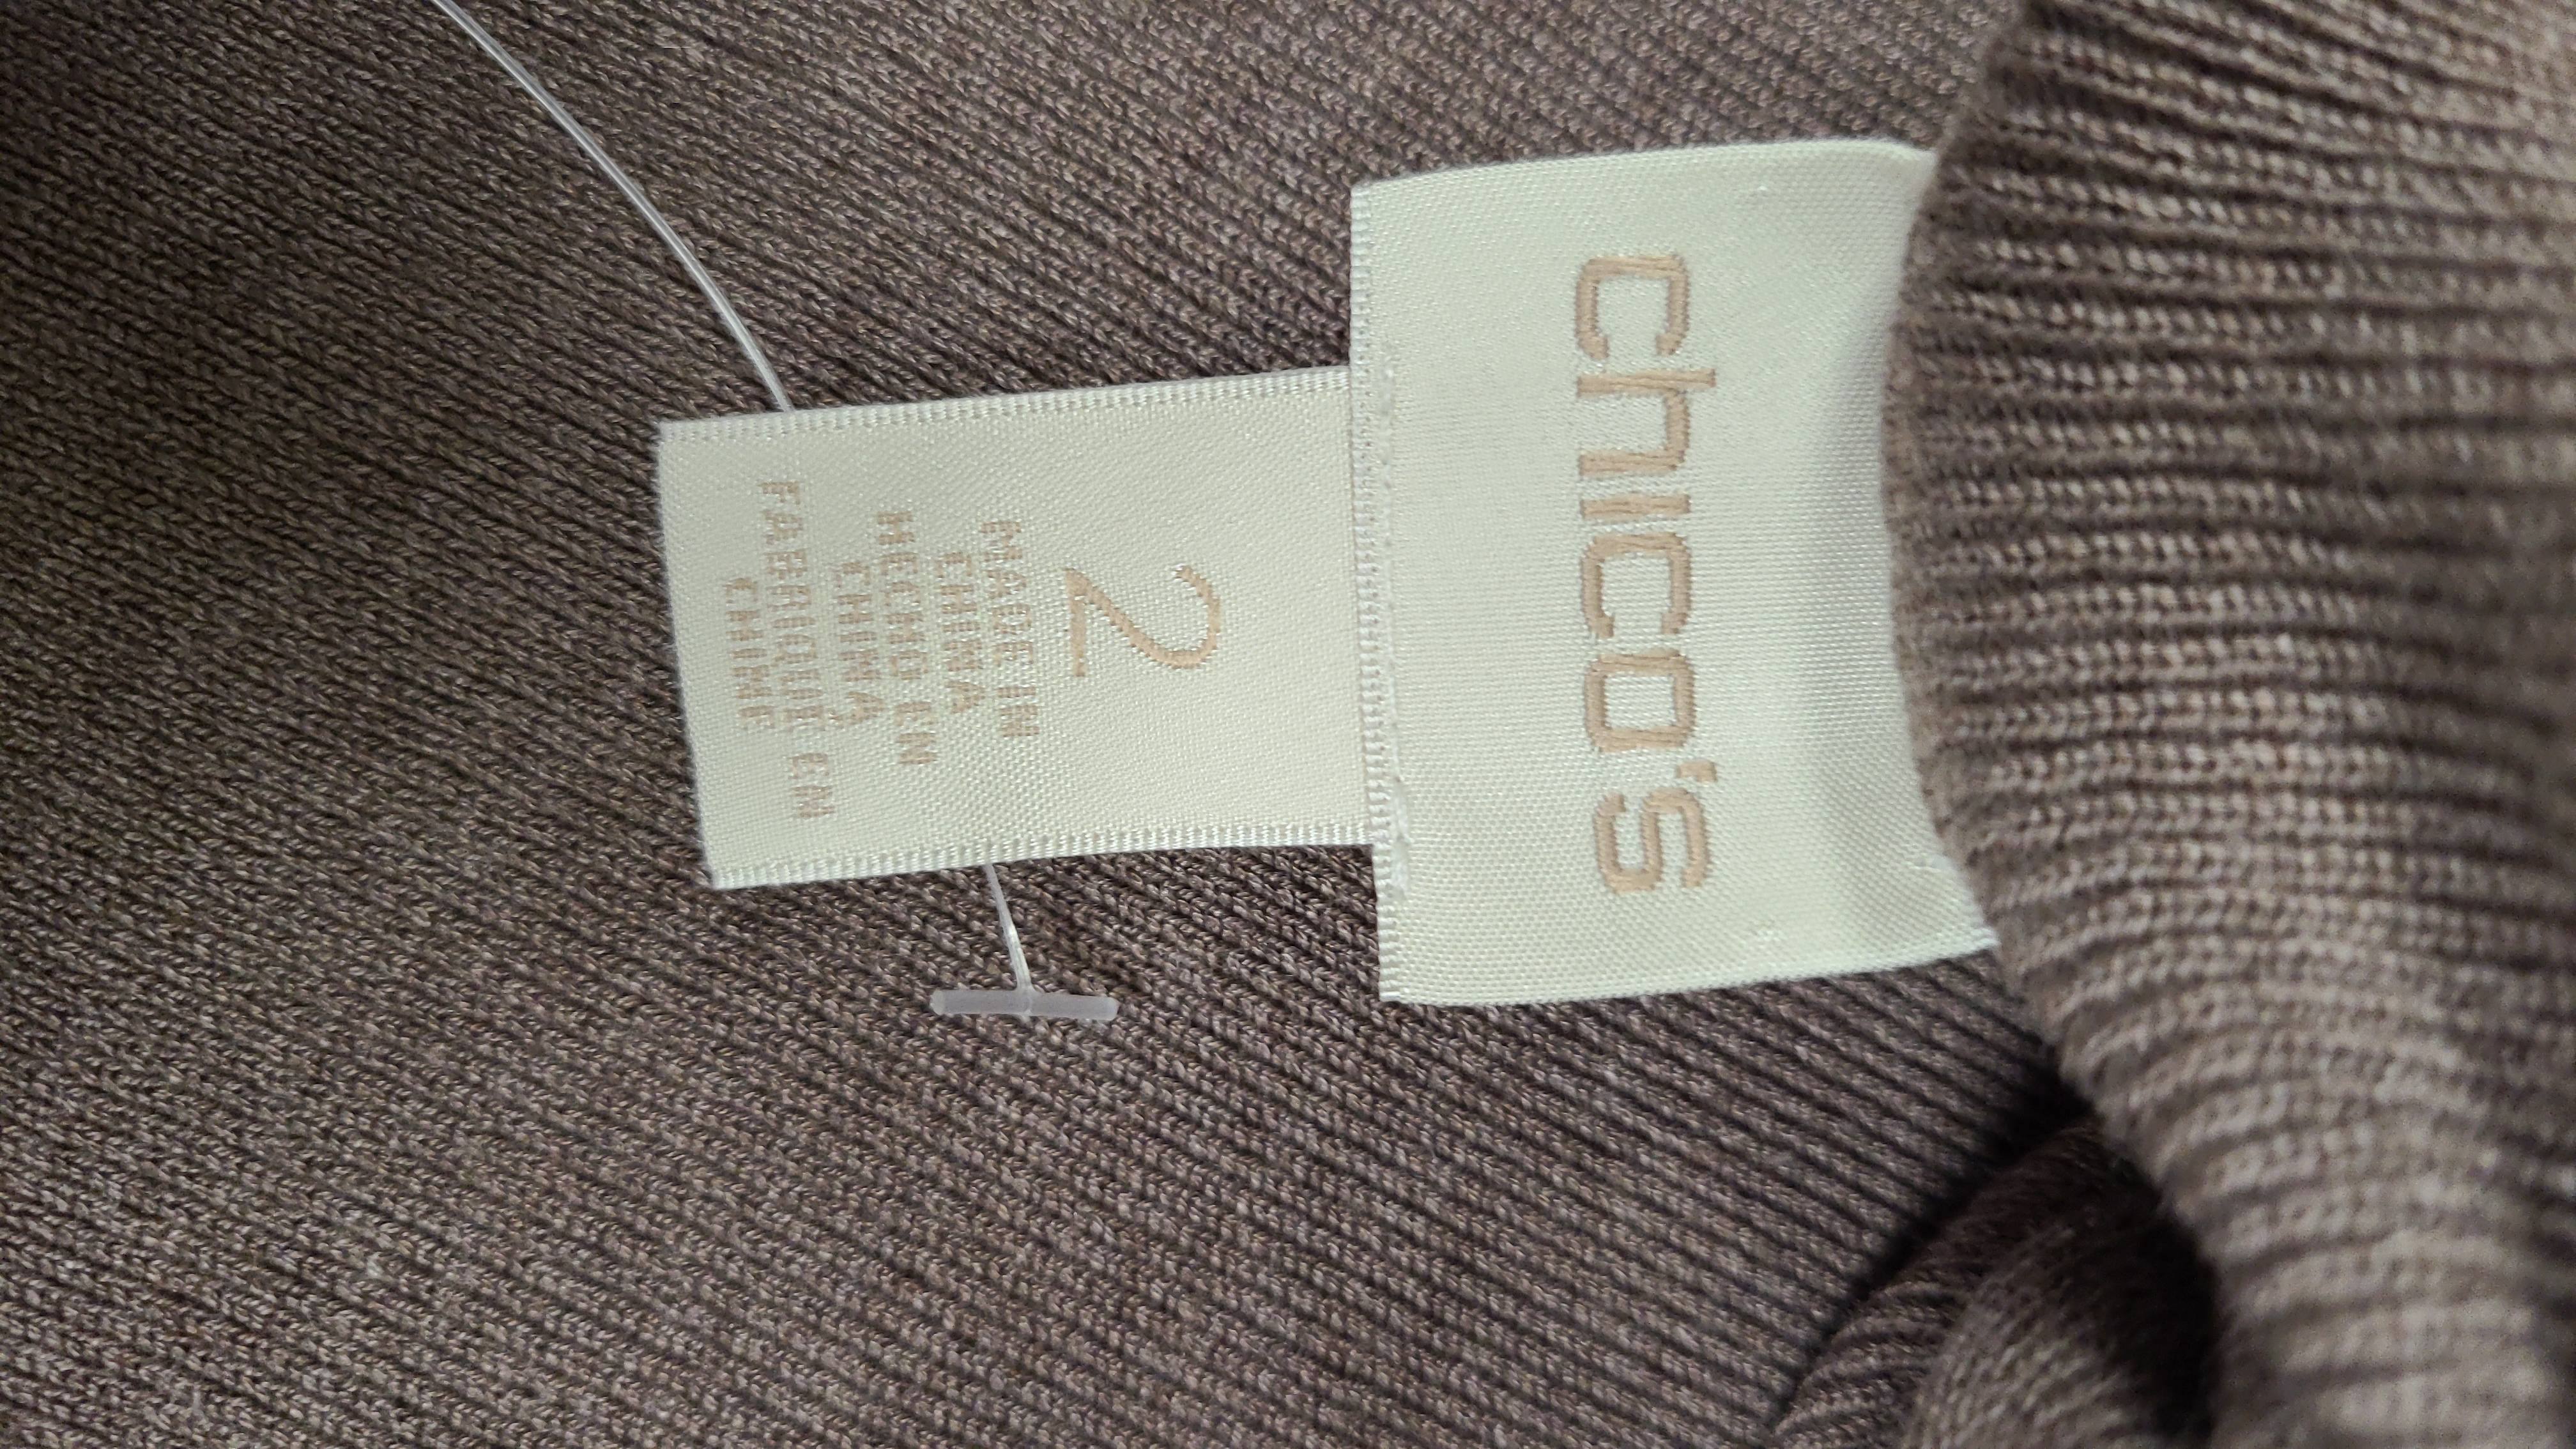 chico's
2
MADE IN
CHINA
HECHO EN
CHINA
FABRIQUÉ EN
CHINE